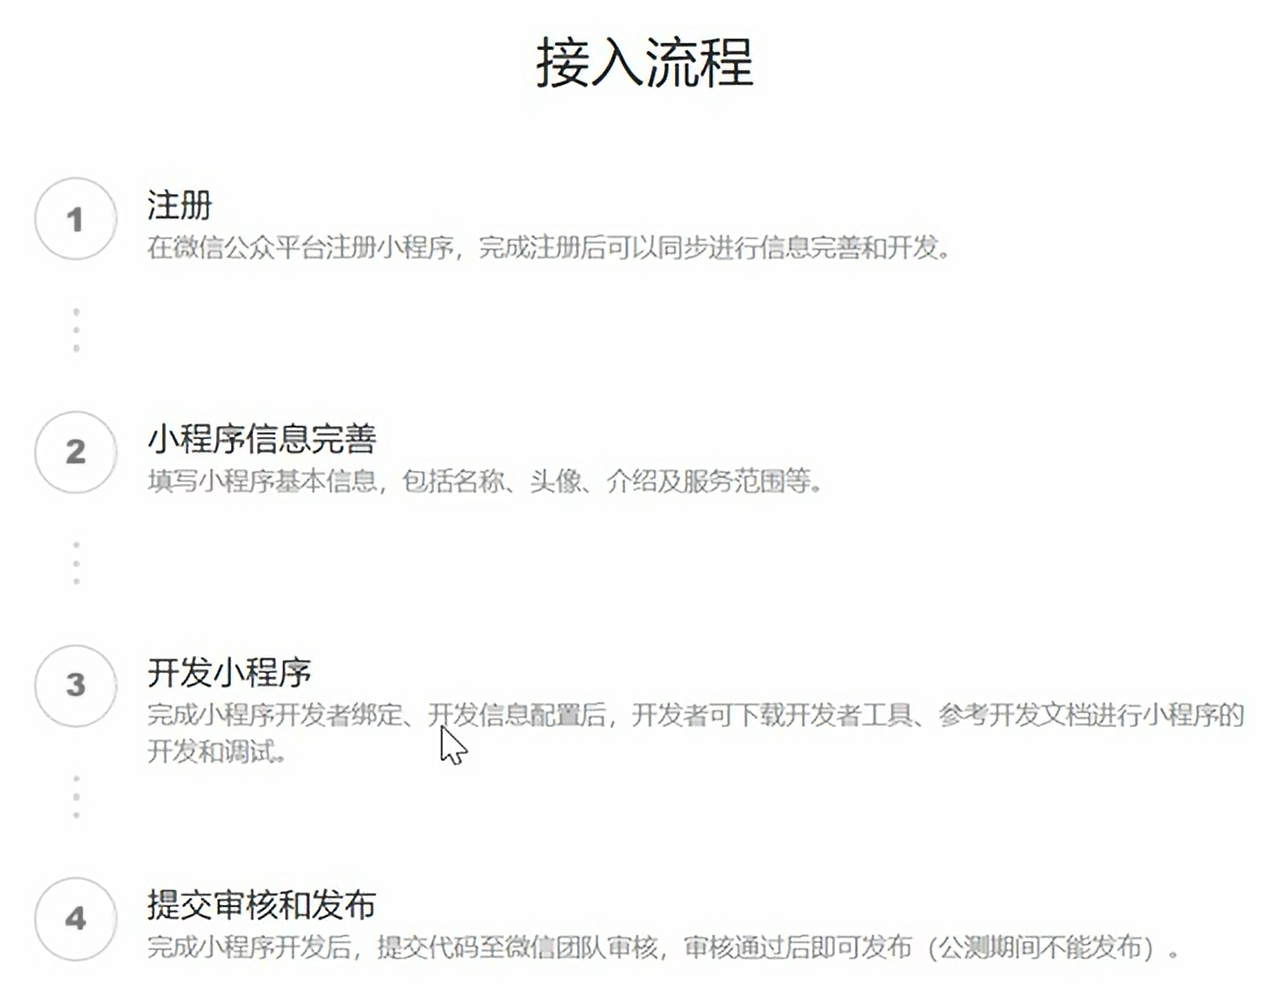 接入流程
1
注册
在微信公众平台注册小程序，完成注册后可以同步进行信息完善和开发。
2
小程序信息完善
填写小程序基本信息，包括名称、头像、介绍及服务范围等。
3
开发小程序
完成小程序开发者绑定、开发信息配置后，开发者可下载开发者工具、参考开发文档进行小程序的
开发和调试。
4
提交审核和发布
完成小程序开发后，提交代码至微信团队审核，审核通过后即可发布（公测期间不能发布）。